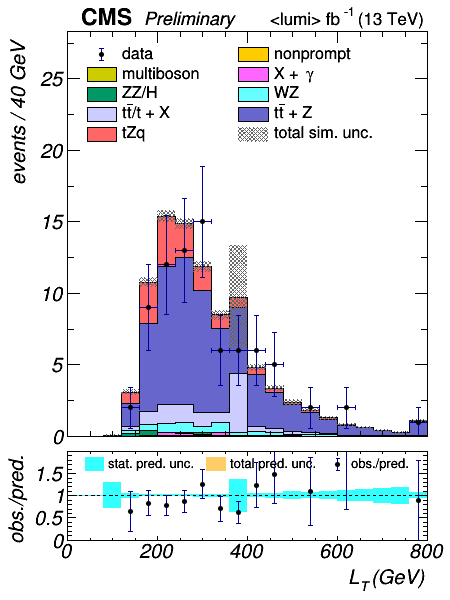 CMS Preliminary <lumi> fb⁻¹ (13 TeV)
events / 40 GeV
data
nonprompt
multiboson
X + γ
ZZ/H
WZ
tt̄/t + X
tt̄ + Z
tZq
total sim. unc.
25
20
15
10
5
0
obs./pred.
stat. pred. unc. total pred. unc. obs./pred.
1.5
1
0.5
0
0 200 400 600 800
L_T(GeV)